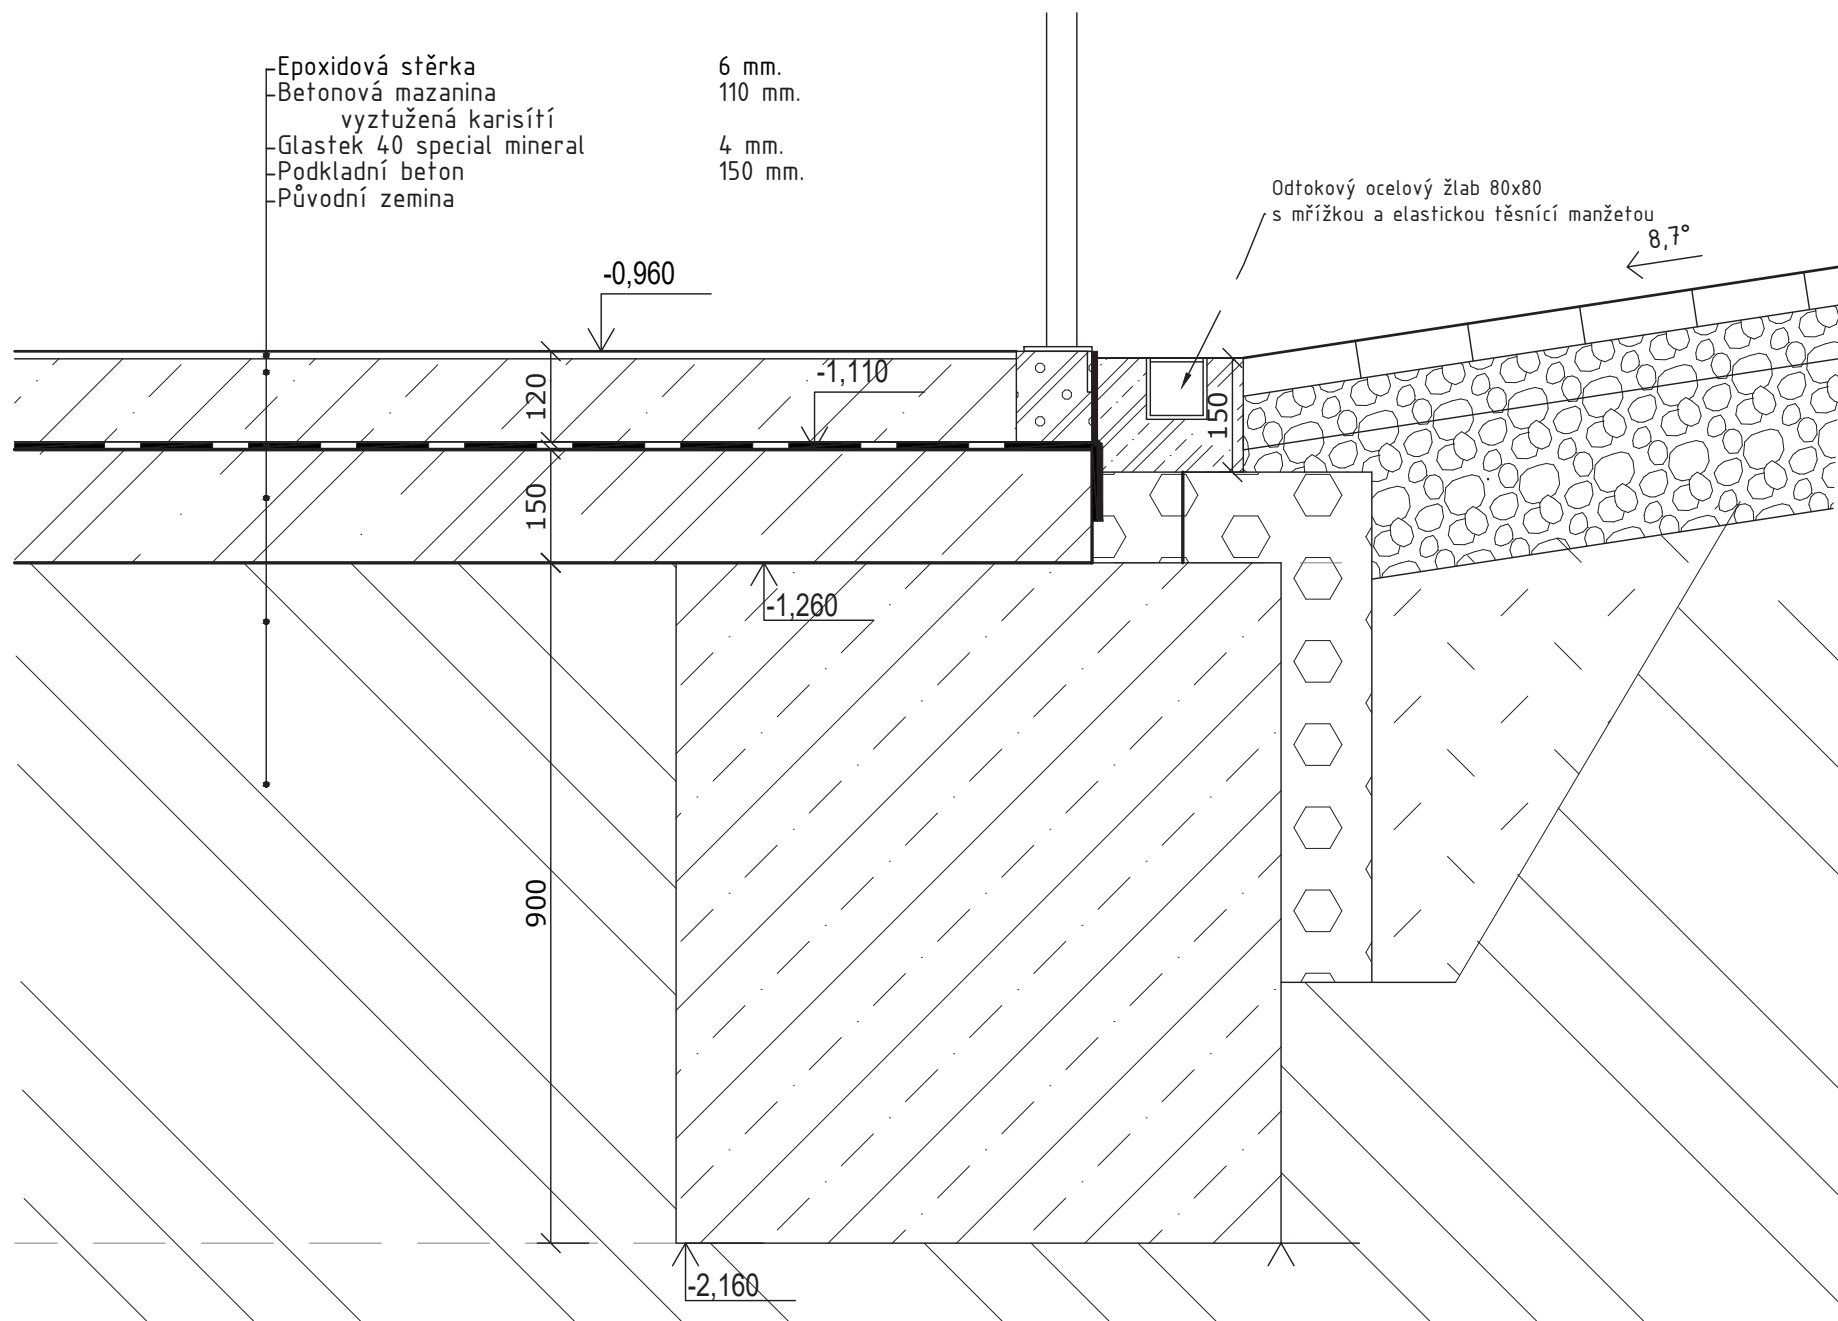 Epoxidová stěrka 6 mm.
Betonová mazanina 110 mm.
vyztužená karisítí
Glastek 40 special mineral 4 mm.
Podkladní beton 150 mm.
Původní zemina
Odtokový ocelový žlab 80x80
s mřížkou a elastickou těsnící manžetou
8,7°
-0,960
-1,110
120
150
150
-1,260
900
-2,160